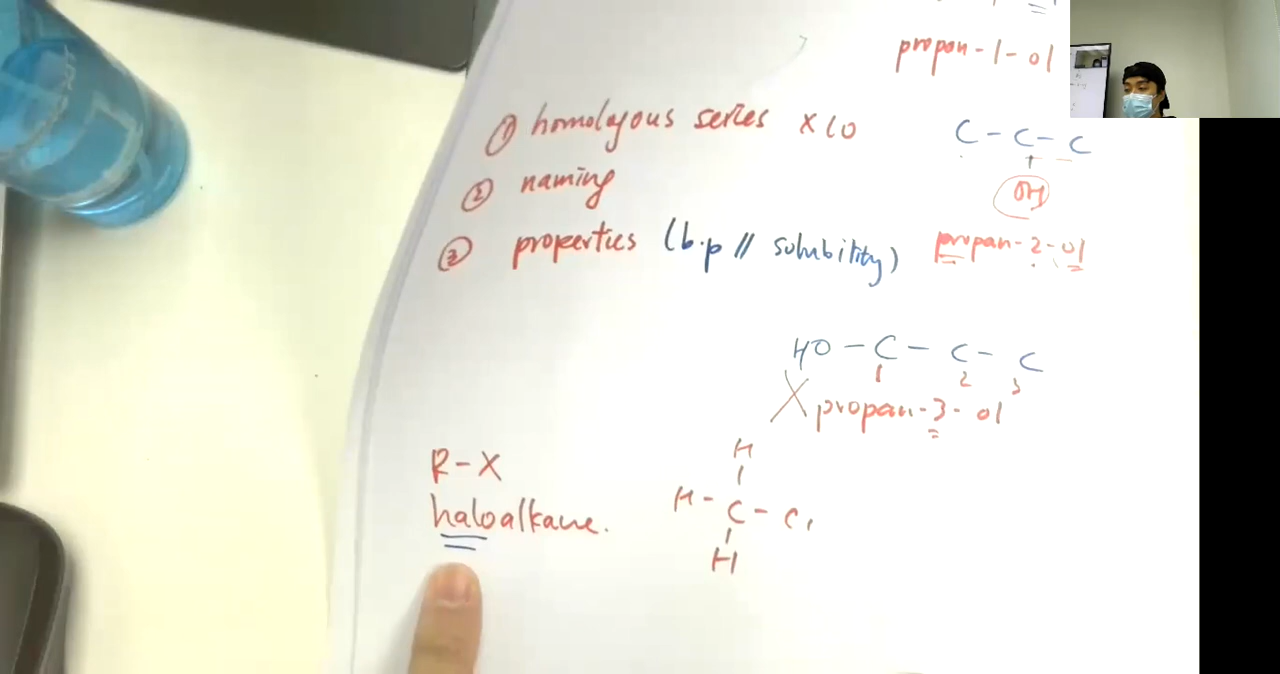 propan-1-ol
① homologous series ×10
C - C - C
OH
② naming
③ properties (b.p // solubility)
propan-2-ol
HO - C - C - C
1 2 3
X propan-3-ol
R-X
haloalkane.
H
H - C - Cl
H